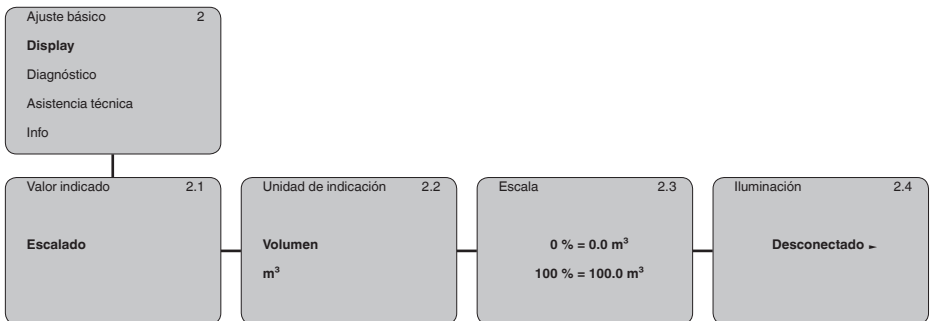 Ajuste básico 2
Display
Diagnóstico
Asistencia técnica
Info
Valor indicado 2.1
Escalado
Unidad de indicación 2.2
Volumen
m³
Escala 2.3
0 % = 0.0 m³
100 % = 100.0 m³
Iluminación 2.4
Desconectado ►